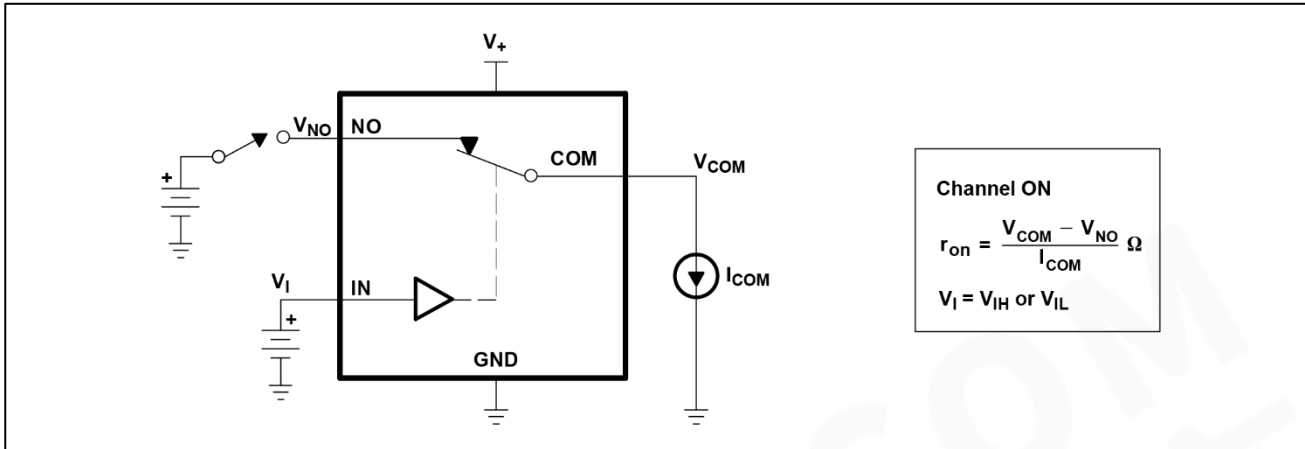 V+
VNO NO
COM
VCOM
+
ICOM
VI IN
+
GND
Channel ON
ron = VCOM − VNO / ICOM Ω
VI = VIH or VIL